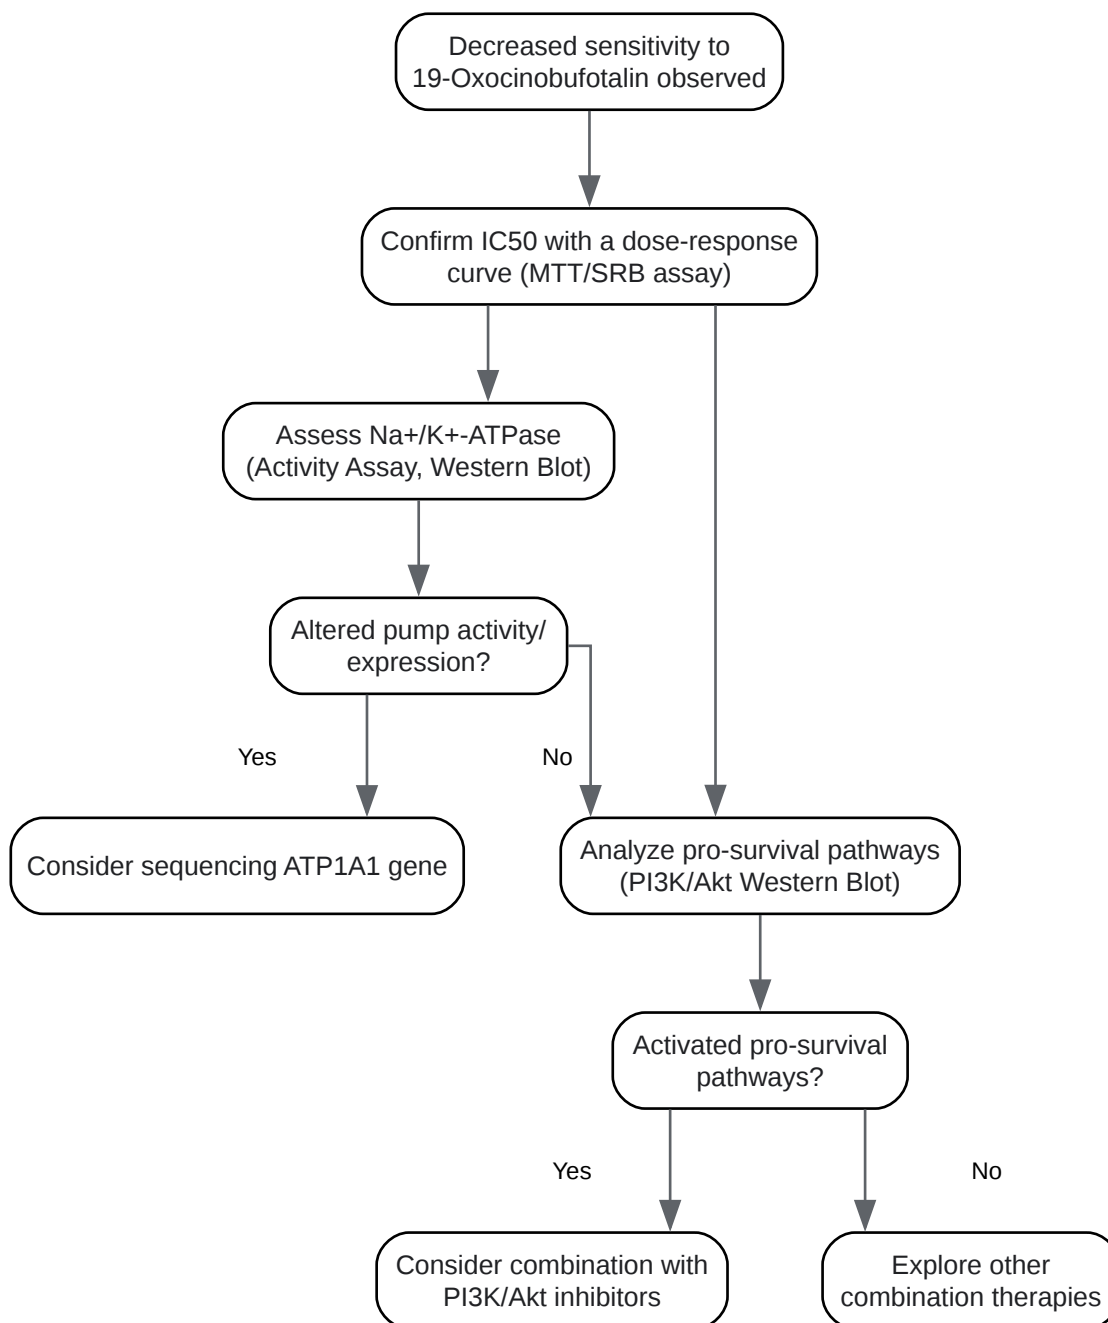 Decreased sensitivity to
19-Oxocinobufotalin observed
Confirm IC50 with a dose-response
curve (MTT/SRB assay)
Assess Na+/K+-ATPase
(Activity Assay, Western Blot)
Altered pump activity/
expression?
Yes
No
Consider sequencing ATP1A1 gene
Analyze pro-survival pathways
(PI3K/Akt Western Blot)
Activated pro-survival
pathways?
Yes
No
Consider combination with
PI3K/Akt inhibitors
Explore other
combination therapies